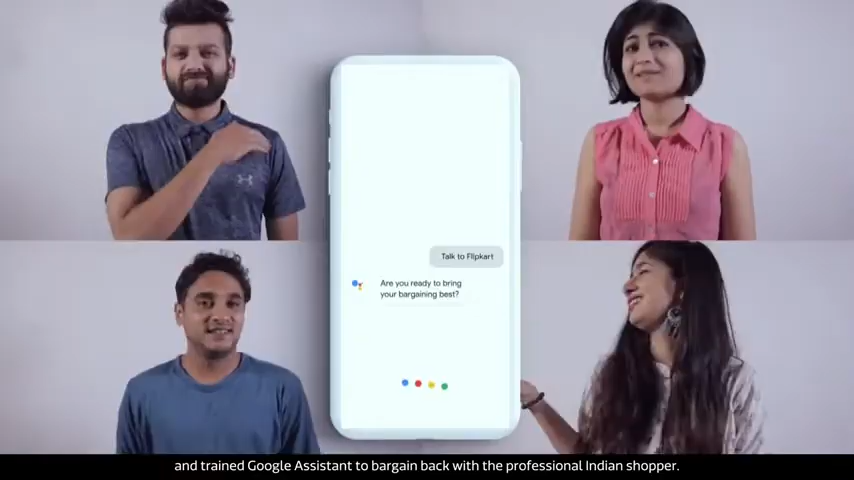 Talk to Flipkart
Are you ready to bring
your bargaining best?
and trained Google Assistant to bargain back with the professional Indian shopper.